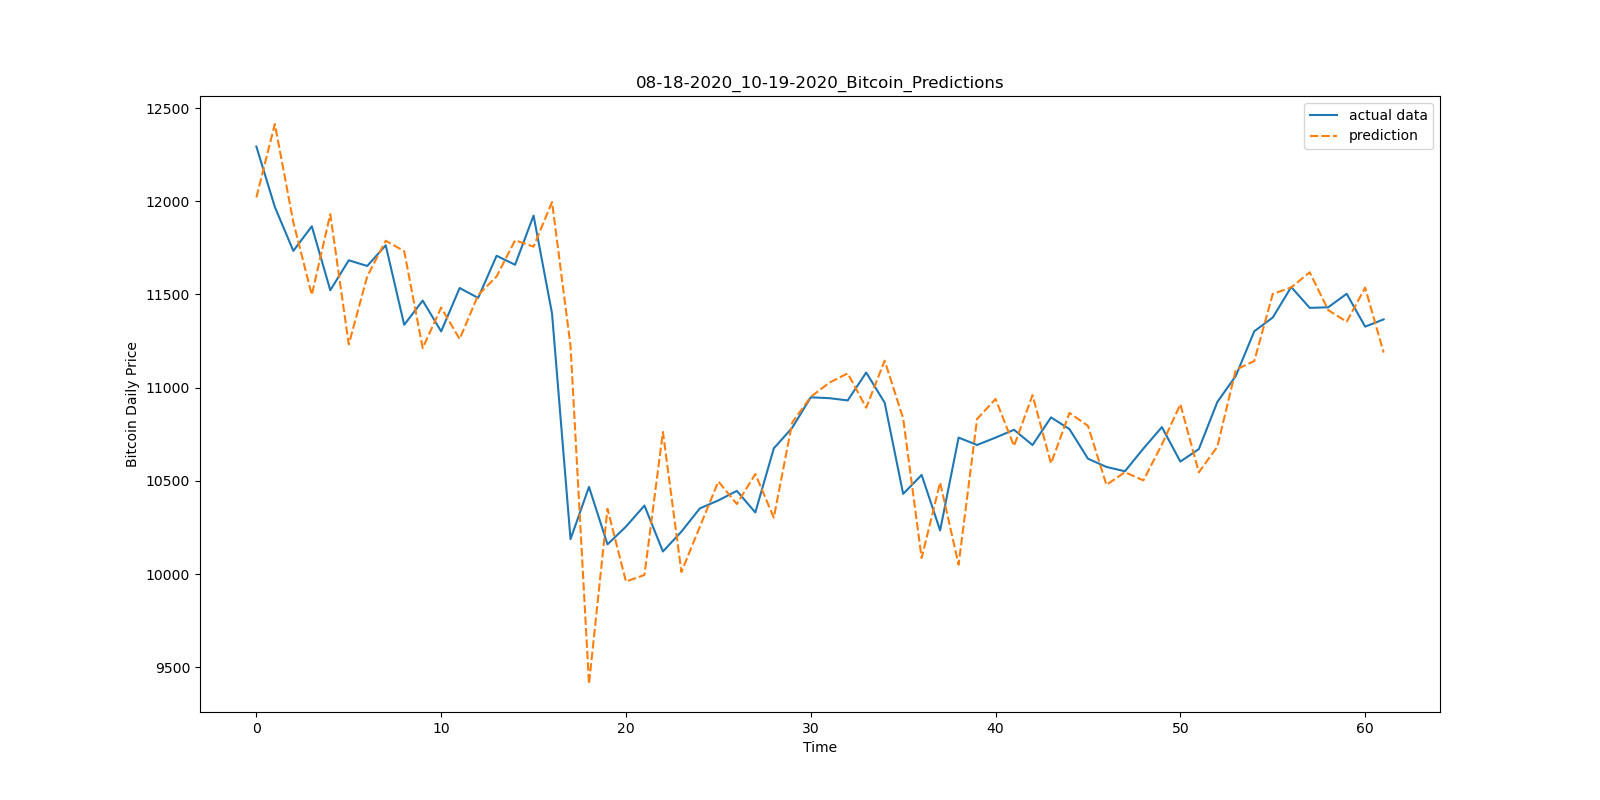 08-18-2020_10-19-2020_Bitcoin_Predictions
12500
12000
11500
11000
10500
10000
9500
Bitcoin Daily Price
actual data
prediction
0 10 20 30 40 50 60
Time